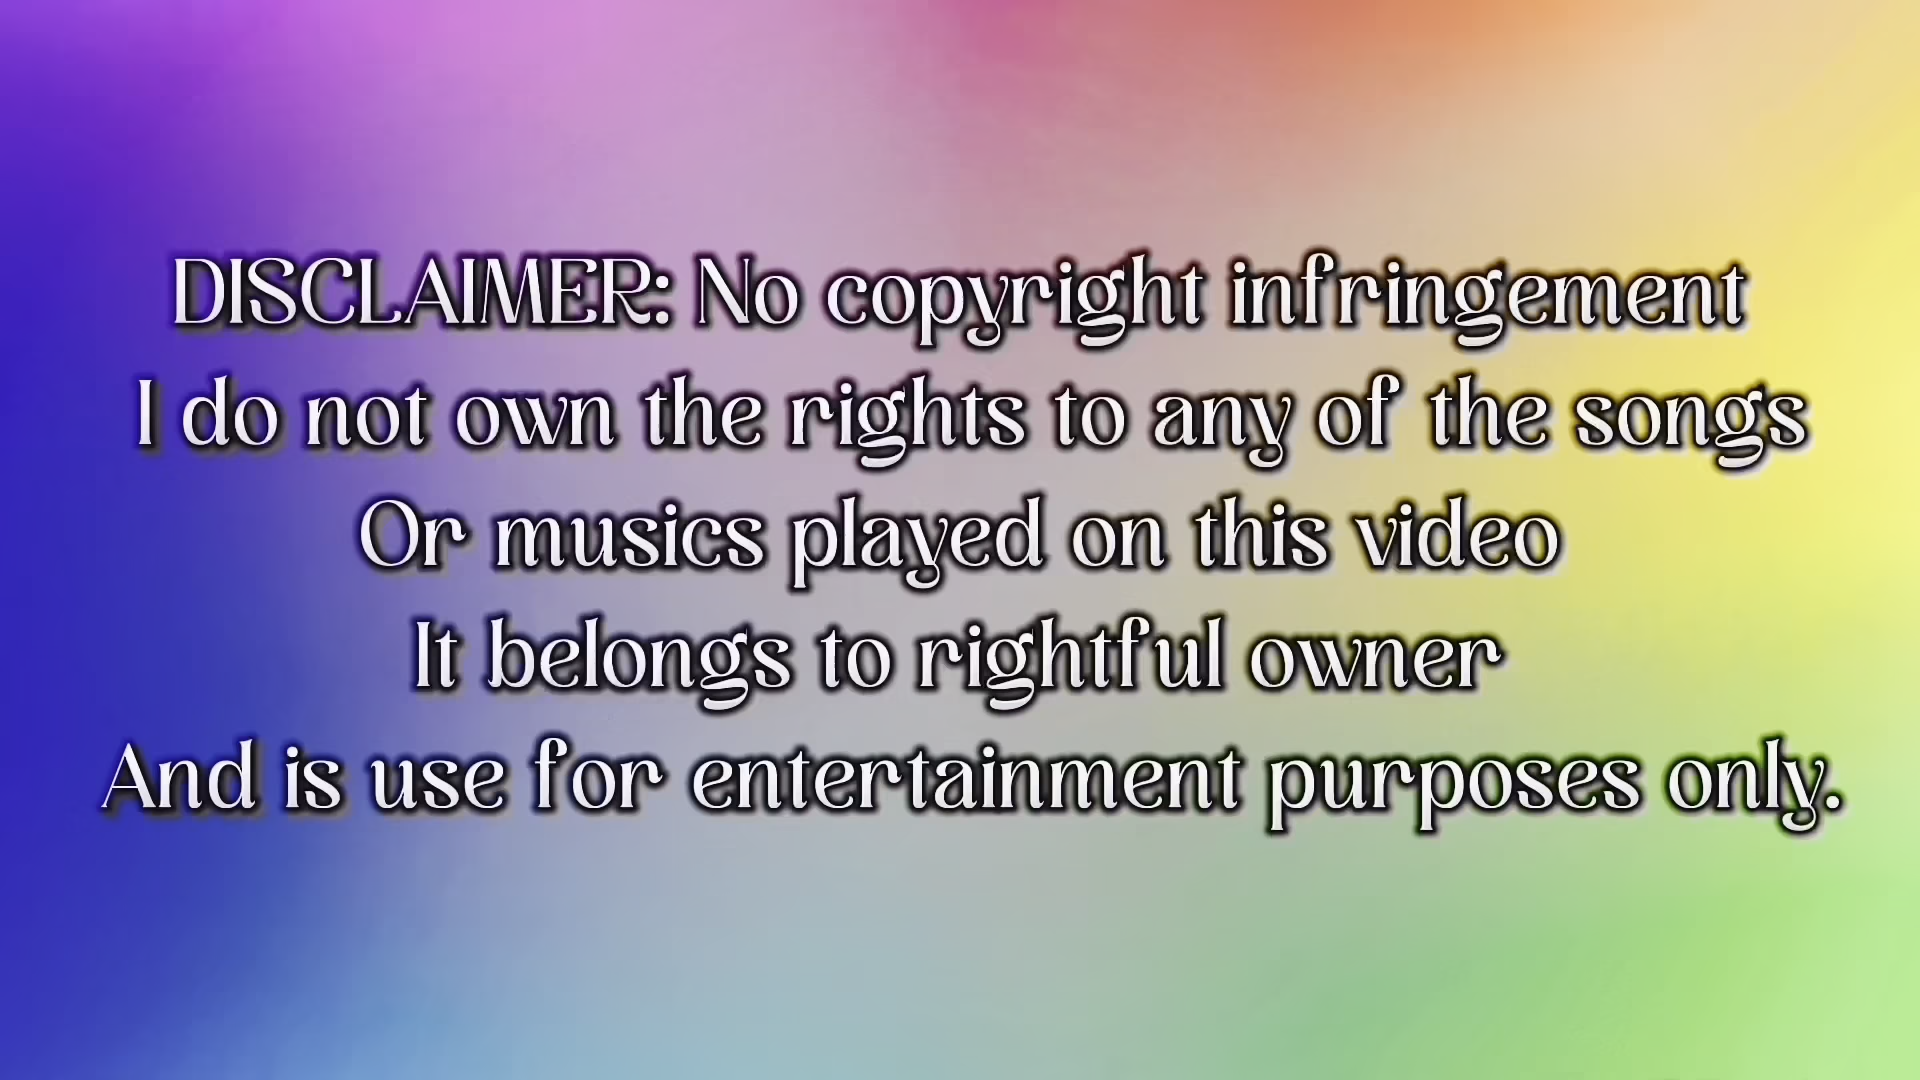 DISCLAIMER: No copyright infringement
I do not own the rights to any of the songs
Or musics played on this video
It belongs to rightful owner
And is use for entertainment purposes only.